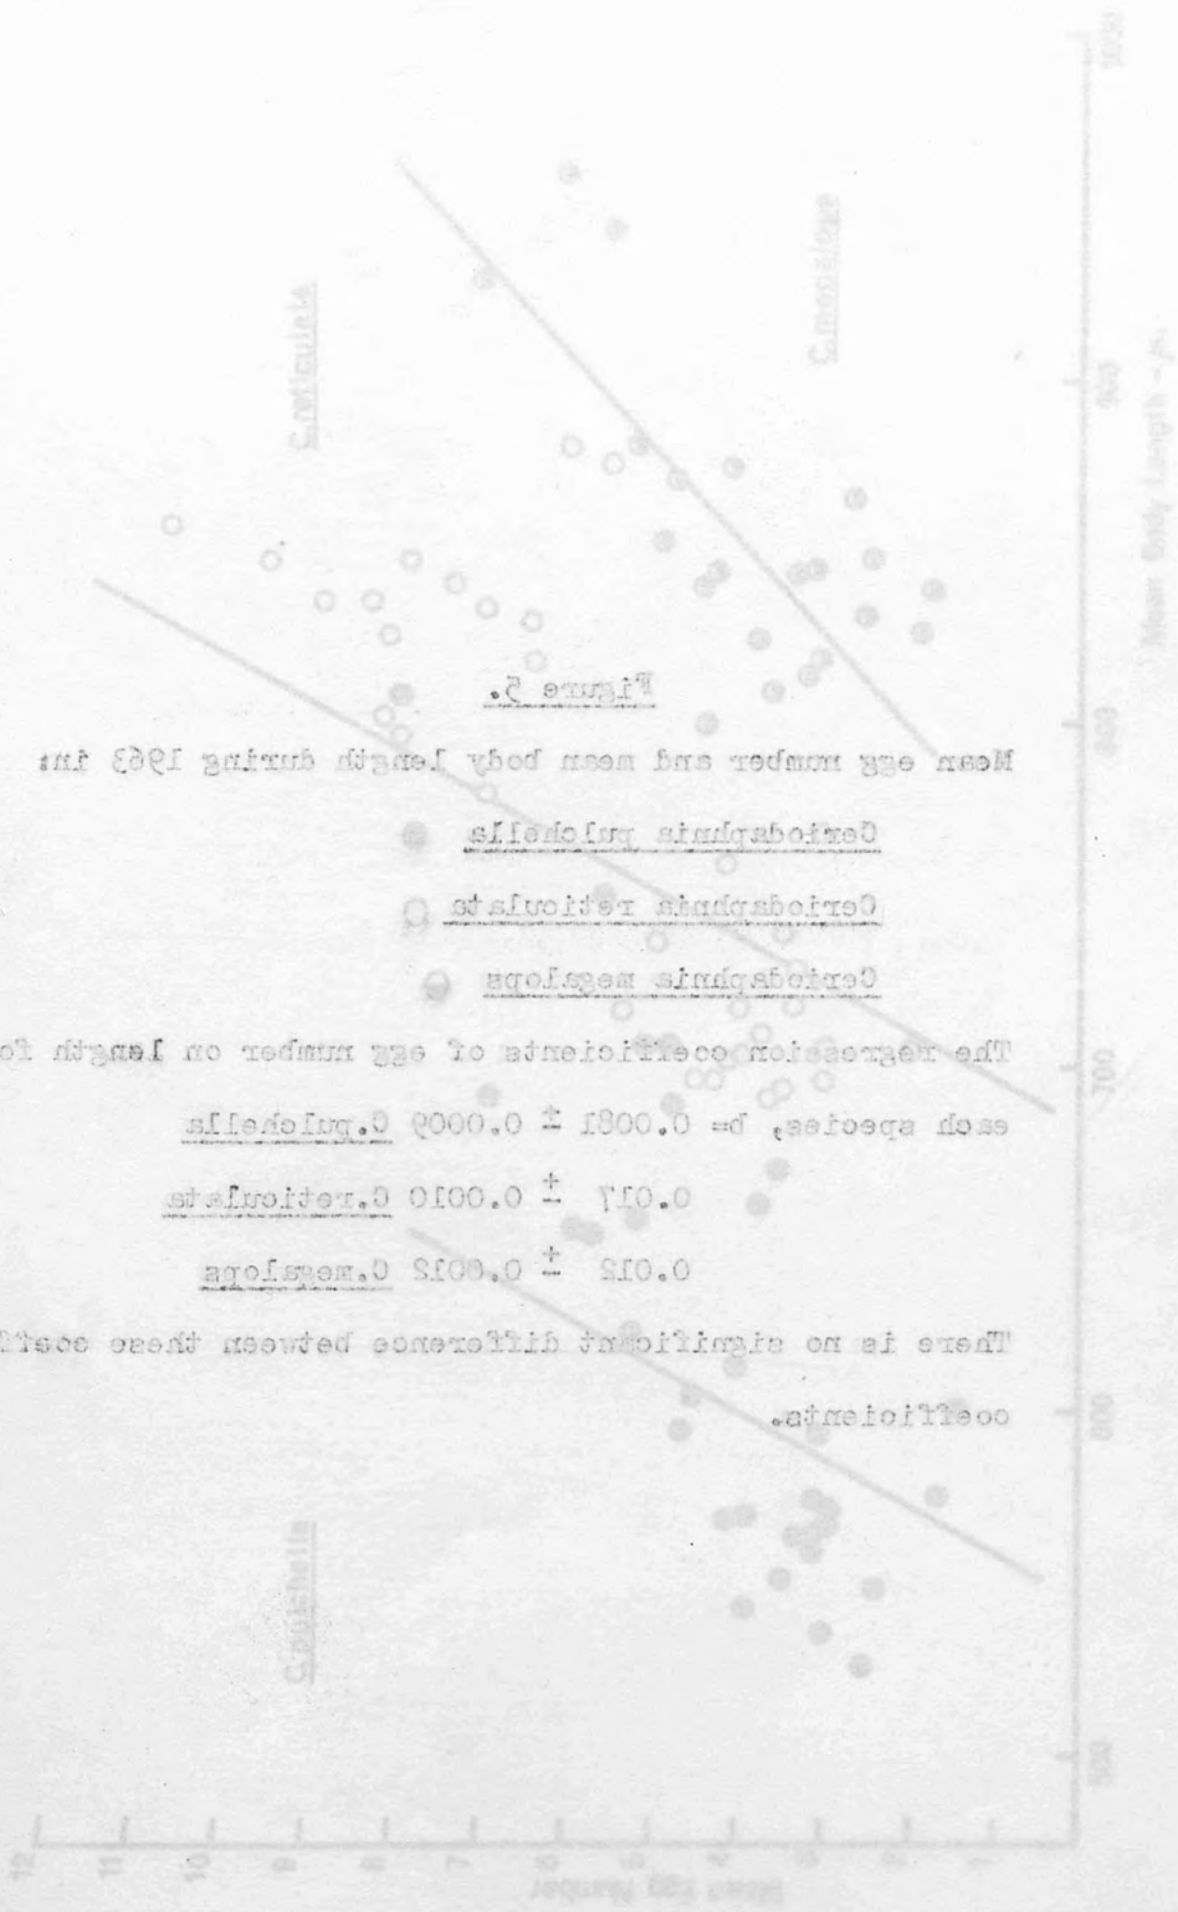 Figure 5.
Mean egg number and mean body length during 1963 in:
Ceriodaphnia pulchella
Ceriodaphnia reticulata
Ceriodaphnia megalops
The regression coefficients of egg number on length fo
each species, b= 0.0081 ± 0.0009 C.pulchella
0.017 ± 0.0010 C.reticulata
0.012 ± 0.0012 C.megalops
There is no significant difference between these coeff
coefficients.
C.reticulata
C.megalops
C.pulchella
Mean Body Length - μ
1000
900
800
700
600
500
12 11 10 9 8 7 6 5 4 3 2 1
Mean Egg Number